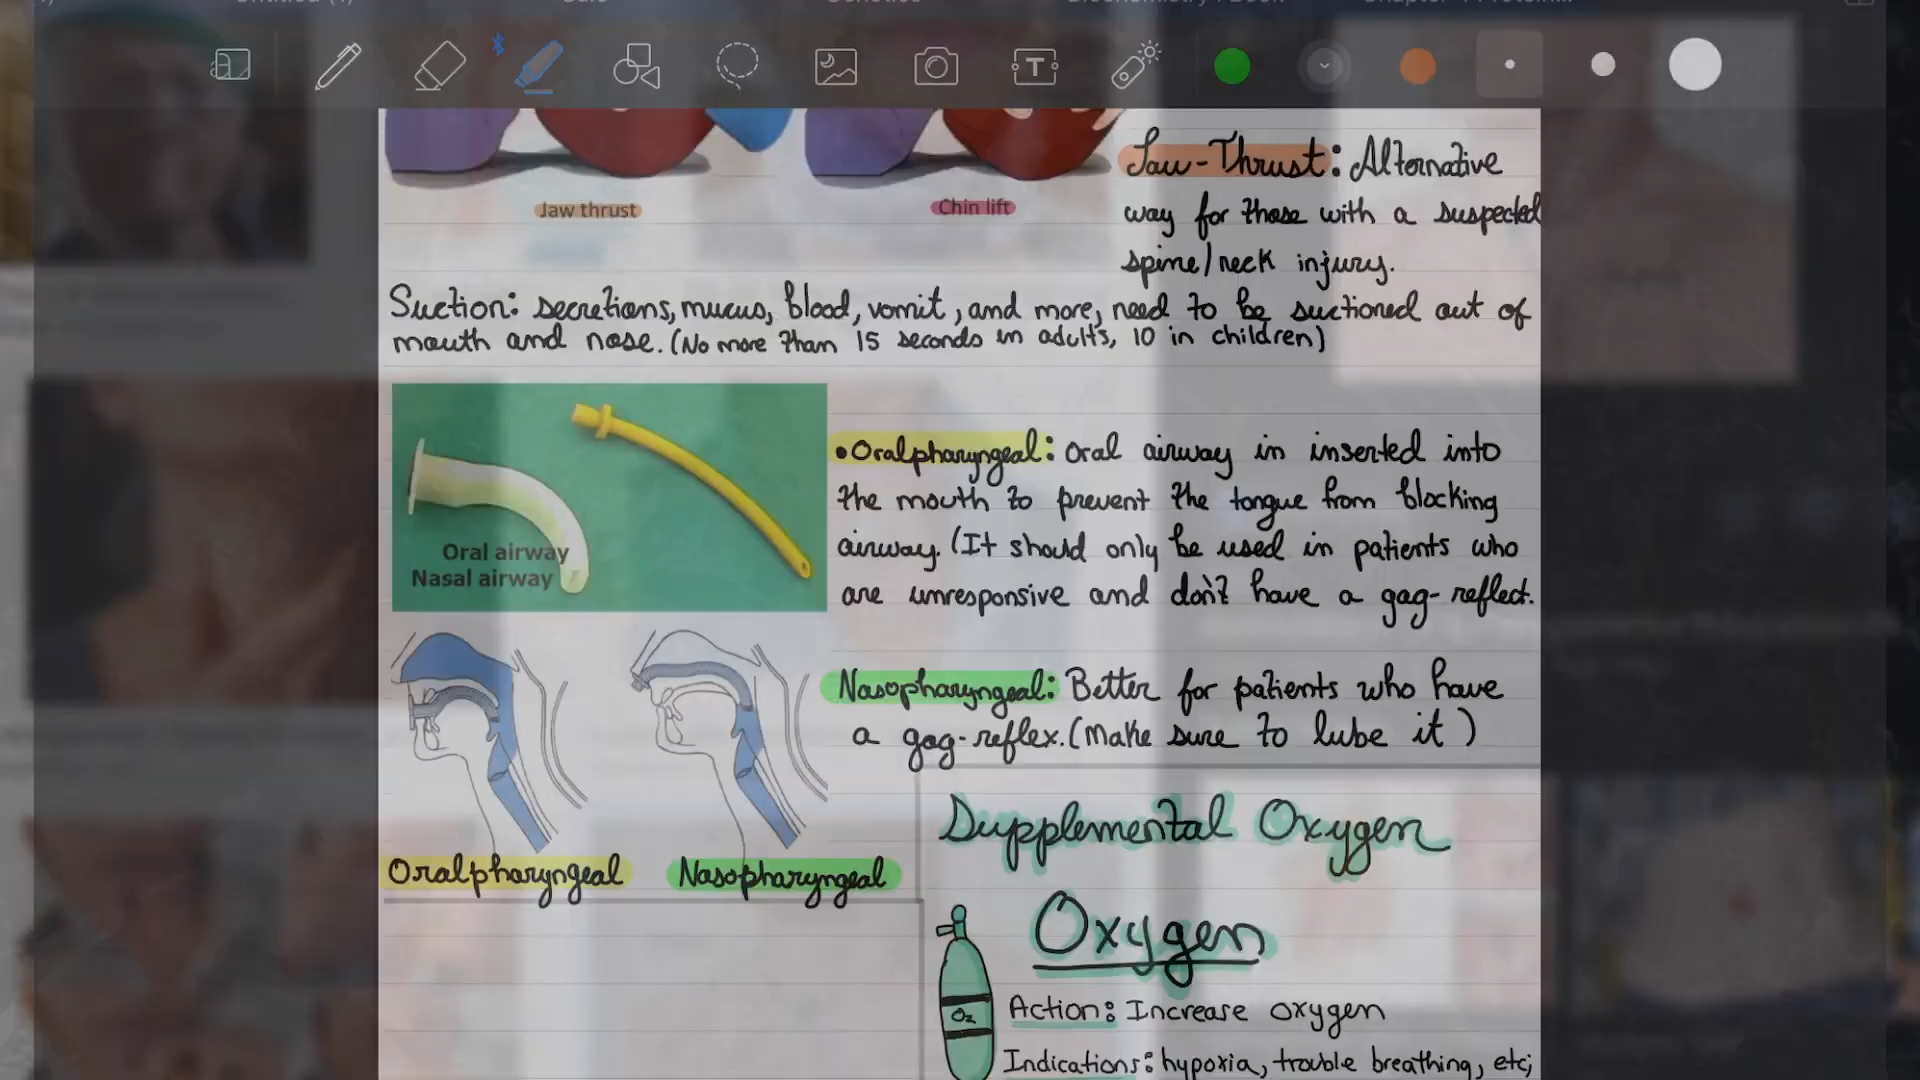 Jaw-Thrust: Alternative
way for those with a suspected
spine/neck injury.
Jaw thrust
Chin lift
Suction: secretions, mucus, blood, vomit, and more, need to be suctioned out of
mouth and nose. (No more than 15 seconds in adults, 10 in children)
Oral airway
Nasal airway
•Oralpharyngeal: Oral airway in inserted into
the mouth to prevent the tongue from blocking
airway. (It should only be used in patients who
are unresponsive and don't have a gag-reflect.
Nasopharyngeal: Better for patients who have
a gag-reflex. (Make sure to lube it)
Oralpharyngeal
Nasopharyngeal
Supplemental Oxygen
Oxygen
O₂
Action: Increase oxygen
Indications: hypoxia, trouble breathing, etc;